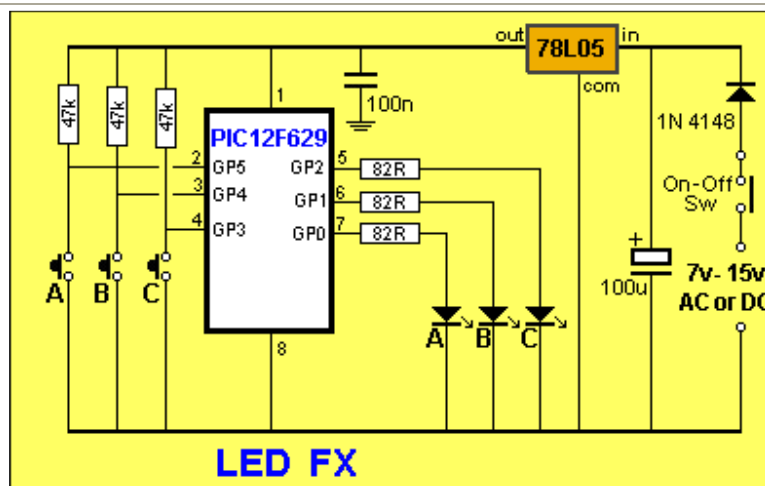 out
78L05
in
com
1N 4148
On-Off
Sw
7v- 15v
AC or DC
+
100u
100n
47k
47k
47k
1
PIC12F629
2
GP5
GP2
5
82R
3
GP4
GP1
6
82R
4
GP3
GP0
7
82R
8
A
B
C
A
B
C
LED FX